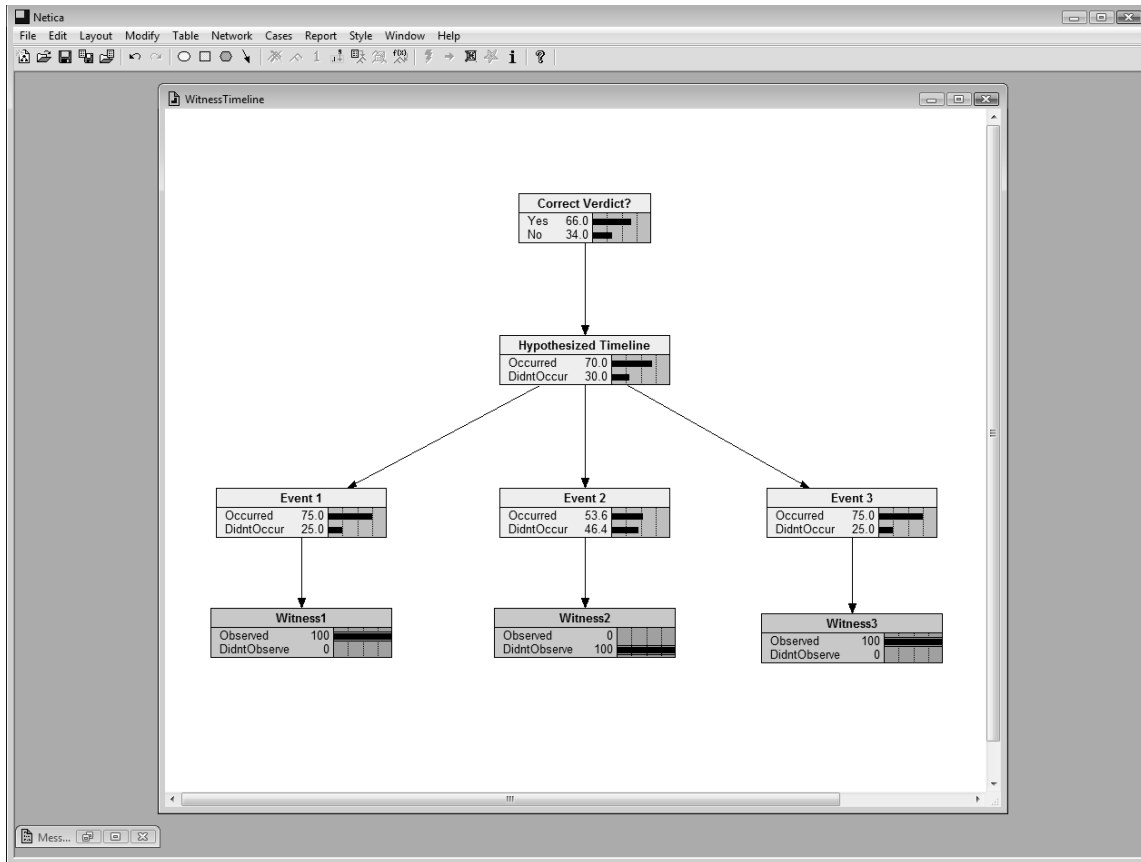 Netica
File Edit Layout Modify Table Network Cases Report Style Window Help
1 f(x) i ?
WitnessTimeline
Correct Verdict?
Yes 66.0
No 34.0
Hypothesized Timeline
Occurred 70.0
DidntOccur 30.0
Event 1
Occurred 75.0
DidntOccur 25.0
Event 2
Occurred 53.6
DidntOccur 46.4
Event 3
Occurred 75.0
DidntOccur 25.0
Witness1
Observed 100
DidntObserve 0
Witness2
Observed 0
DidntObserve 100
Witness3
Observed 100
DidntObserve 0
Mess...